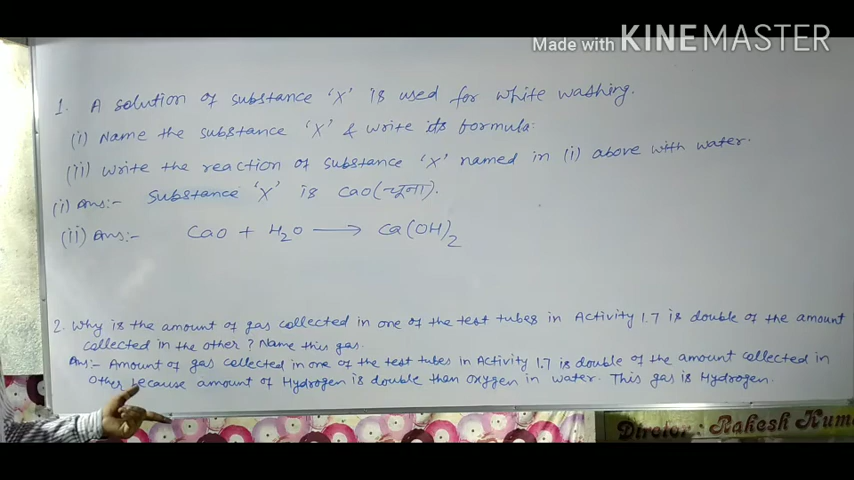 Made with KINEMASTER
1. A solution of substance 'X' is used for white washing.
(i) Name the substance 'X' & write its formula.
(ii) Write the reaction of substance 'X' named in (i) above with water.
(i) Ans:- Substance 'X' is CaO (चूना).
(ii) Ans:- CaO + H2O ⟶ Ca(OH)2
2. Why is the amount of gas collected in one of the test tubes in Activity 1.7 is double of the amount
collected in the other? Name this gas.
Ans:- Amount of gas collected in one of the test tubes in Activity 1.7 is double of the amount collected in
other because amount of Hydrogen is double than oxygen in water. This gas is Hydrogen.
Diretor : Rakesh Kum